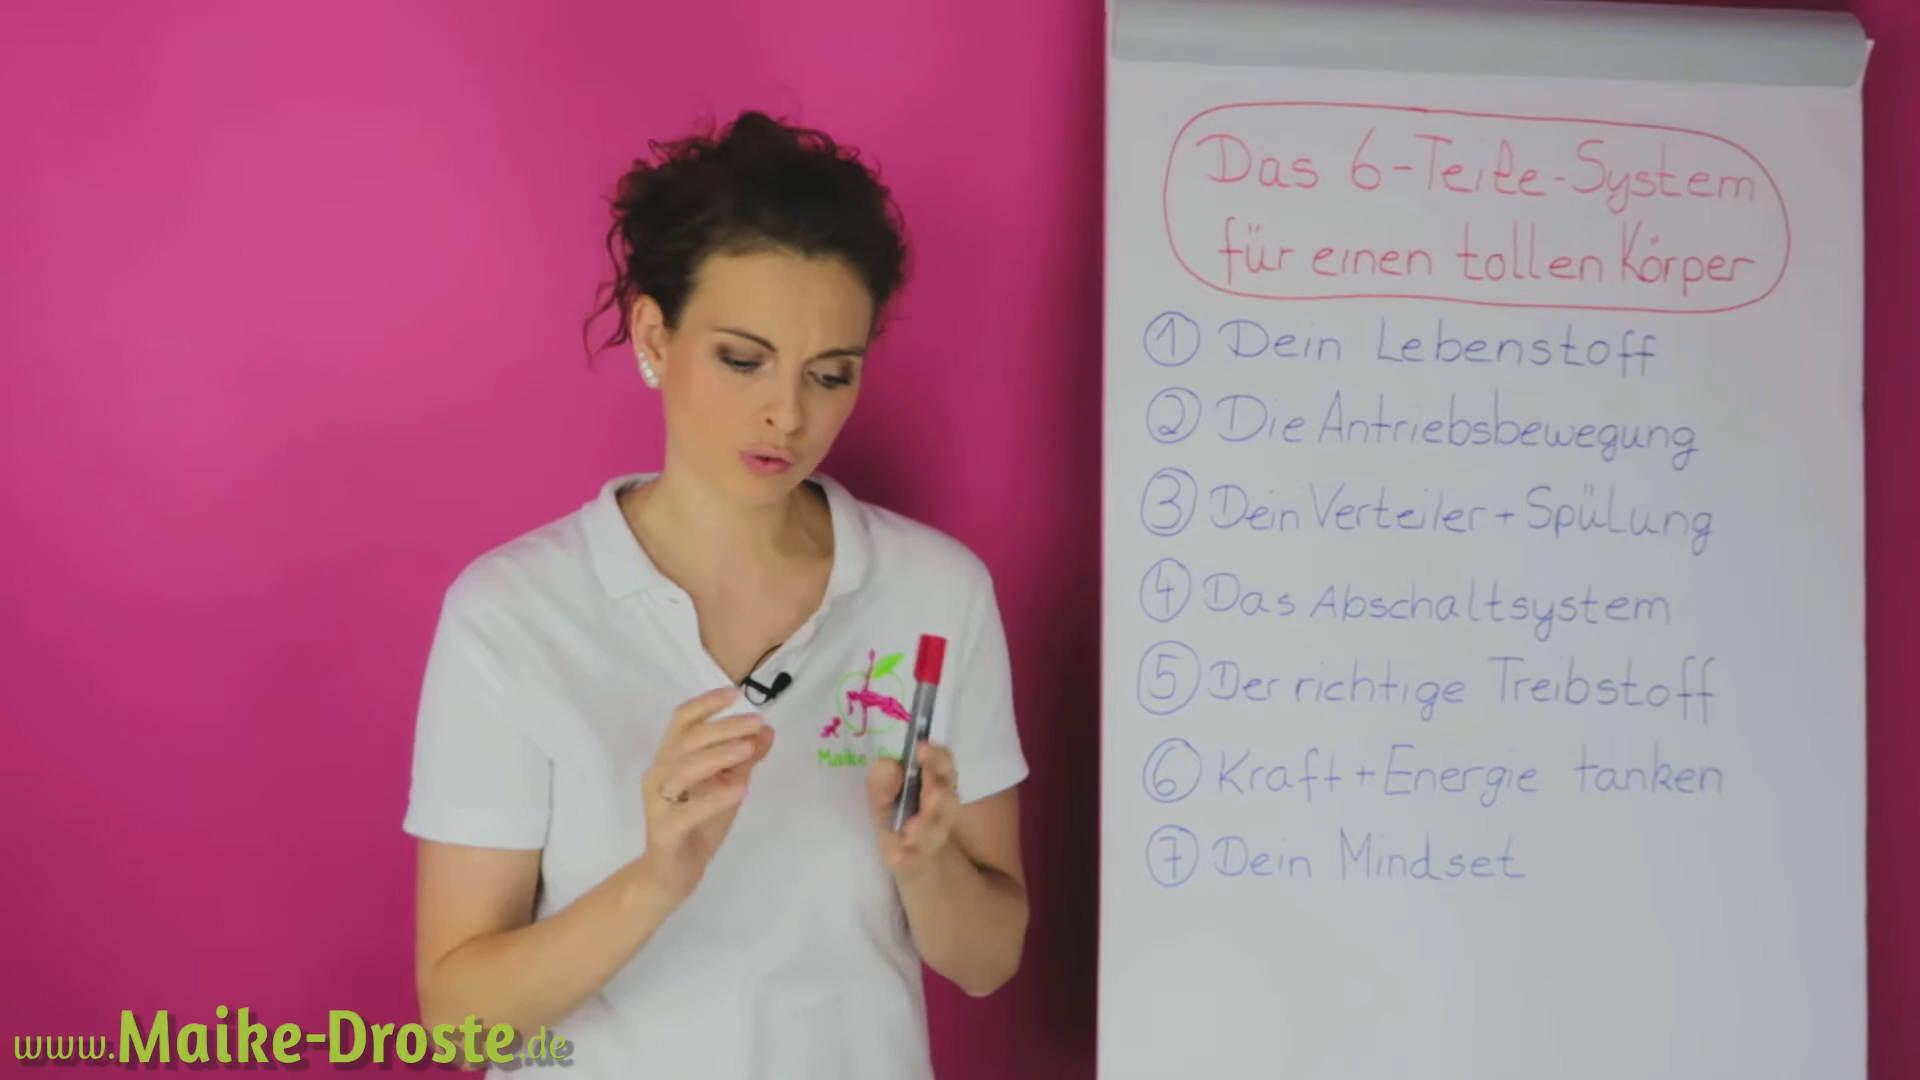 Das 6-Teile-System
für einen tollen Körper
1 Dein Lebenstoff
2 Die Antriebsbewegung
3 Dein Verteiler + Spülung
4 Das Abschaltsystem
5 Der richtige Treibstoff
6 Kraft + Energie tanken
7 Dein Mindset
Maike
www.Maike-Droste.de